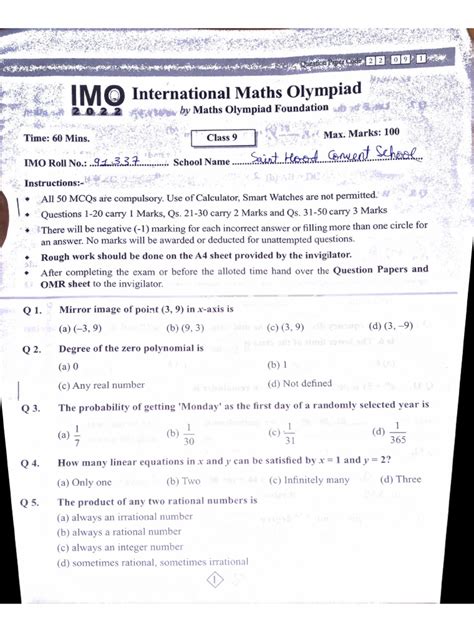 Question Paper Code 2 2 0 9 1
IMO International Maths Olympiad
2022 by Maths Olympiad Foundation
Time: 60 Mins. Class 9 Max. Marks: 100
IMO Roll No.: 91337 School Name Saint Hood Convent School
Instructions:-
All 50 MCQs are compulsory. Use of Calculator, Smart Watches are not permitted.
Questions 1-20 carry 1 Marks, Qs. 21-30 carry 2 Marks and Qs. 31-50 carry 3 Marks
There will be negative (-1) marking for each incorrect answer or filling more than one circle for
an answer. No marks will be awarded or deducted for unattempted questions.
Rough work should be done on the A4 sheet provided by the invigilator.
After completing the exam or before the alloted time hand over the Question Papers and
OMR sheet to the invigilator.
Q 1. Mirror image of point (3, 9) in x-axis is
(a) (–3, 9) (b) (9, 3) (c) (3, 9) (d) (3, –9)
Q 2. Degree of the zero polynomial is
(a) 0 (b) 1
(c) Any real number (d) Not defined
Q 3. The probability of getting 'Monday' as the first day of a randomly selected year is
(a) 1/7 (b) 1/30 (c) 1/31 (d) 1/365
Q 4. How many linear equations in x and y can be satisfied by x = 1 and y = 2?
(a) Only one (b) Two (c) Infinitely many (d) Three
Q 5. The product of any two rational numbers is
(a) always an irrational number
(b) always a rational number
(c) always an integer number
(d) sometimes rational, sometimes irrational
1